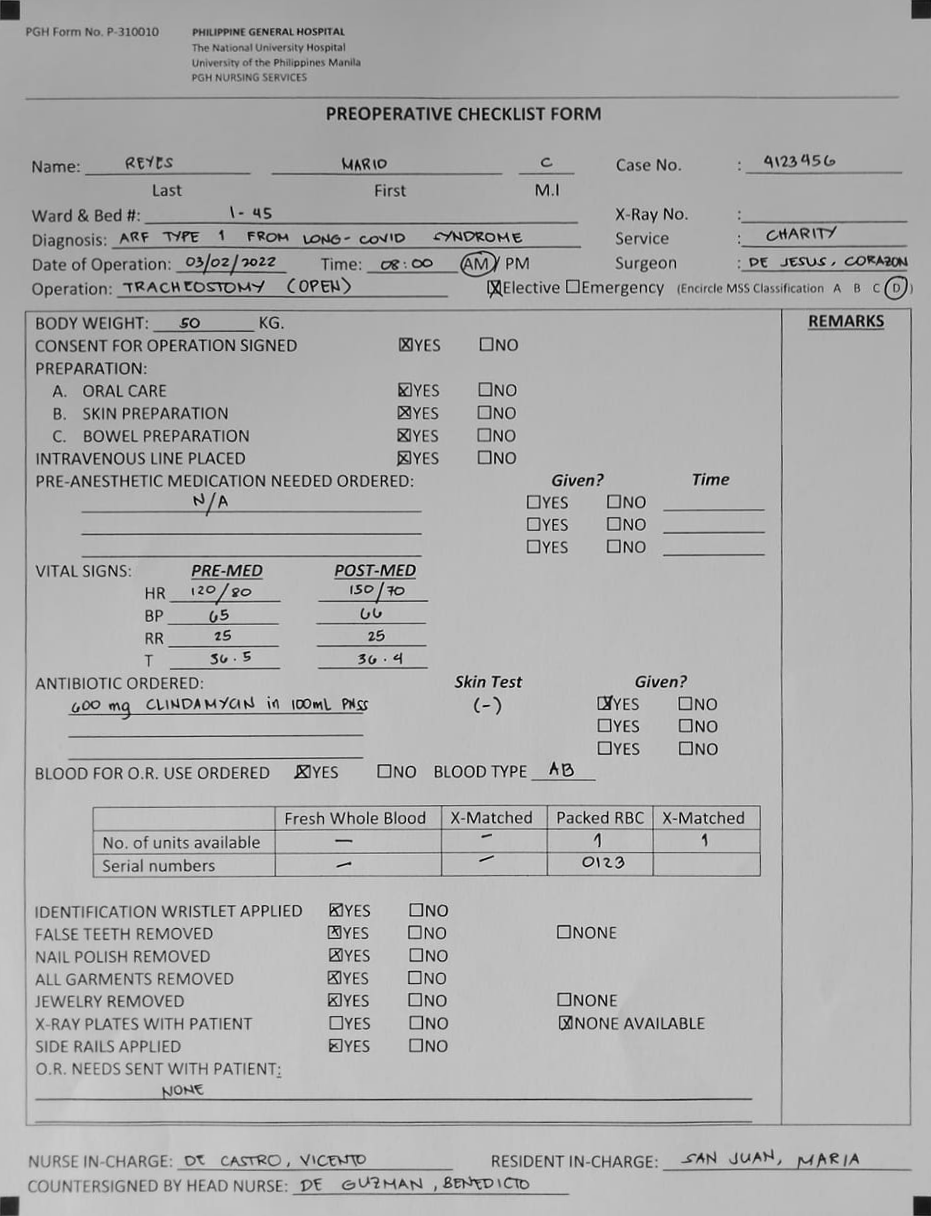 PGH Form No. P-310010 PHILIPPINE GENERAL HOSPITAL
The National University Hospital
University of the Philippines Manila
PGH NURSING SERVICES
PREOPERATIVE CHECKLIST FORM
Name: REYES MARIO C Case No. : 4123456
Last First M.I
Ward & Bed #: 1-45 X-Ray No. :
Diagnosis: ARF TYPE 1 FROM LONG-COVID SYNDROME Service : CHARITY
Date of Operation: 03/02/2022 Time: 08:00 AM / PM Surgeon : DE JESUS, CORAZON
Operation: TRACHEOSTOMY (OPEN) ☒Elective ☐Emergency (Encircle MSS Classification A B C D)
BODY WEIGHT: 50 KG. REMARKS
CONSENT FOR OPERATION SIGNED ☒YES ☐NO
PREPARATION:
A. ORAL CARE ☒YES ☐NO
B. SKIN PREPARATION ☒YES ☐NO
C. BOWEL PREPARATION ☒YES ☐NO
INTRAVENOUS LINE PLACED ☒YES ☐NO
PRE-ANESTHETIC MEDICATION NEEDED ORDERED: Given? Time
N/A ☐YES ☐NO
☐YES ☐NO
☐YES ☐NO
VITAL SIGNS: PRE-MED POST-MED
HR 120/80 150/70
BP 65 66
RR 25 25
T 36.5 36.4
ANTIBIOTIC ORDERED: Skin Test Given?
600 mg CLINDAMYCIN in 100mL PNSS (-) ☒YES ☐NO
☐YES ☐NO
☐YES ☐NO
BLOOD FOR O.R. USE ORDERED ☒YES ☐NO BLOOD TYPE AB
Fresh Whole Blood X-Matched Packed RBC X-Matched
No. of units available — — 1 1
Serial numbers — — 0123
IDENTIFICATION WRISTLET APPLIED ☒YES ☐NO
FALSE TEETH REMOVED ☒YES ☐NO ☐NONE
NAIL POLISH REMOVED ☒YES ☐NO
ALL GARMENTS REMOVED ☒YES ☐NO
JEWELRY REMOVED ☒YES ☐NO ☐NONE
X-RAY PLATES WITH PATIENT ☐YES ☐NO ☒NONE AVAILABLE
SIDE RAILS APPLIED ☒YES ☐NO
O.R. NEEDS SENT WITH PATIENT:
NONE
NURSE IN-CHARGE: DE CASTRO, VICENTO RESIDENT IN-CHARGE: SAN JUAN, MARIA
COUNTERSIGNED BY HEAD NURSE: DE GUZMAN, BENEDICTO